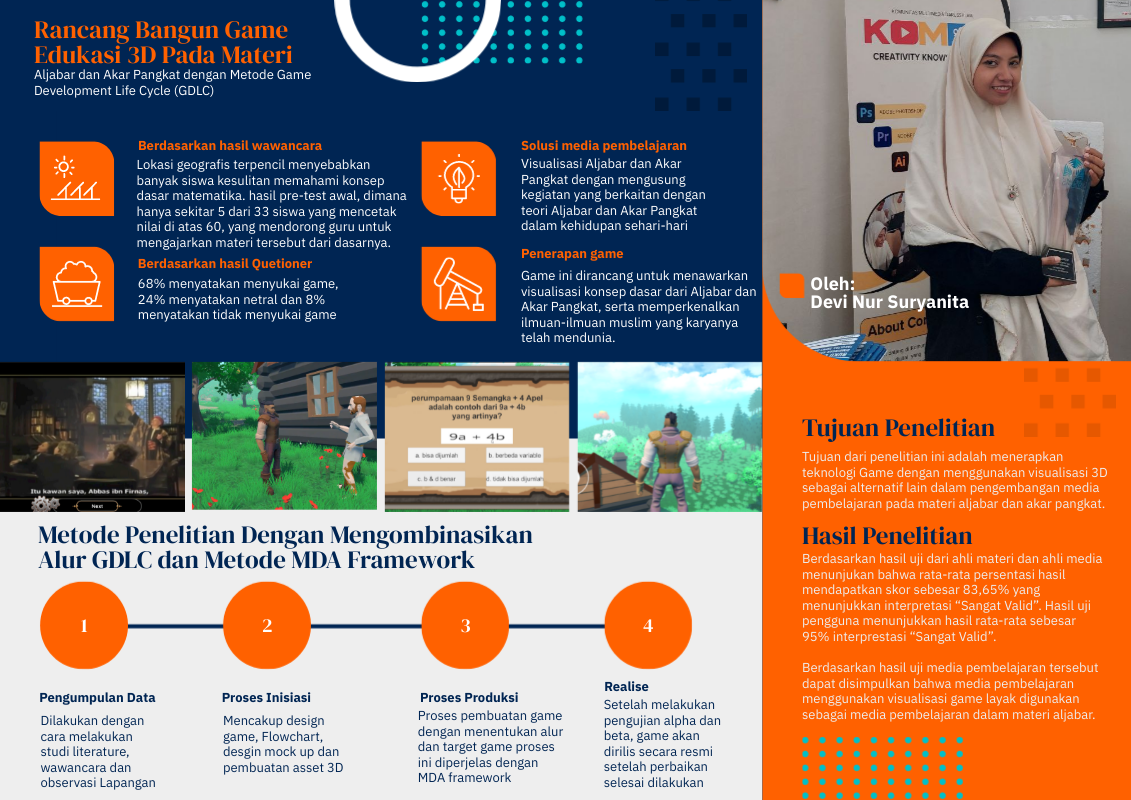 Rancang Bangun Game
Edukasi 3D Pada Materi
Aljabar dan Akar Pangkat dengan Metode Game
Development Life Cycle (GDLC)
Berdasarkan hasil wawancara
Lokasi geografis terpencil menyebabkan
banyak siswa kesulitan memahami konsep
dasar matematika. hasil pre-test awal, dimana
hanya sekitar 5 dari 33 siswa yang mencetak
nilai di atas 60, yang mendorong guru untuk
mengajarkan materi tersebut dari dasarnya.
Berdasarkan hasil Quetioner
68% menyatakan menyukai game,
24% menyatakan netral dan 8%
menyatakan tidak menyukai game
Solusi media pembelajaran
Visualisasi Aljabar dan Akar
Pangkat dengan mengusung
kegiatan yang berkaitan dengan
teori Aljabar dan Akar Pangkat
dalam kehidupan sehari-hari
Penerapan game
Game ini dirancang untuk menawarkan
visualisasi konsep dasar dari Aljabar dan
Akar Pangkat, serta memperkenalkan
ilmuan-ilmuan muslim yang karyanya
telah mendunia.
CREATIVITY KNOW
Ps
Pr
Ai
About Co
Oleh:
Devi Nur Suryanita
Itu kawan saya, Abbas ibn Firnas,
Next
perumpamaan 9 Semangka + 4 Apel
adalah contoh dari 9a + 4b
yang artinya?
9a + 4b
a. bisa dijumlah
b. berbeda variable
c. b & d benar
d. tidak bisa dijumlah
Metode Penelitian Dengan Mengombinasikan
Alur GDLC dan Metode MDA Framework
1
2
3
4
Pengumpulan Data
Dilakukan dengan
cara melakukan
studi literature,
wawancara dan
observasi Lapangan
Proses Inisiasi
Mencakup design
game, Flowchart,
desgin mock up dan
pembuatan asset 3D
Proses Produksi
Proses pembuatan game
dengan menentukan alur
dan target game proses
ini diperjelas dengan
MDA framework
Realise
Setelah melakukan
pengujian alpha dan
beta, game akan
dirilis secara resmi
setelah perbaikan
selesai dilakukan
Tujuan Penelitian
Tujuan dari penelitian ini adalah menerapkan
teknologi Game dengan menggunakan visualisasi 3D
sebagai alternatif lain dalam pengembangan media
pembelajaran pada materi aljabar dan akar pangkat.
Hasil Penelitian
Berdasarkan hasil uji dari ahli materi dan ahli media
menunjukan bahwa rata-rata persentasi hasil
mendapatkan skor sebesar 83,65% yang
menunjukkan interpretasi “Sangat Valid”. Hasil uji
pengguna menunjukkan hasil rata-rata sebesar
95% interprestasi “Sangat Valid”.
Berdasarkan hasil uji media pembelajaran tersebut
dapat disimpulkan bahwa media pembelajaran
menggunakan visualisasi game layak digunakan
sebagai media pembelajaran dalam materi aljabar.